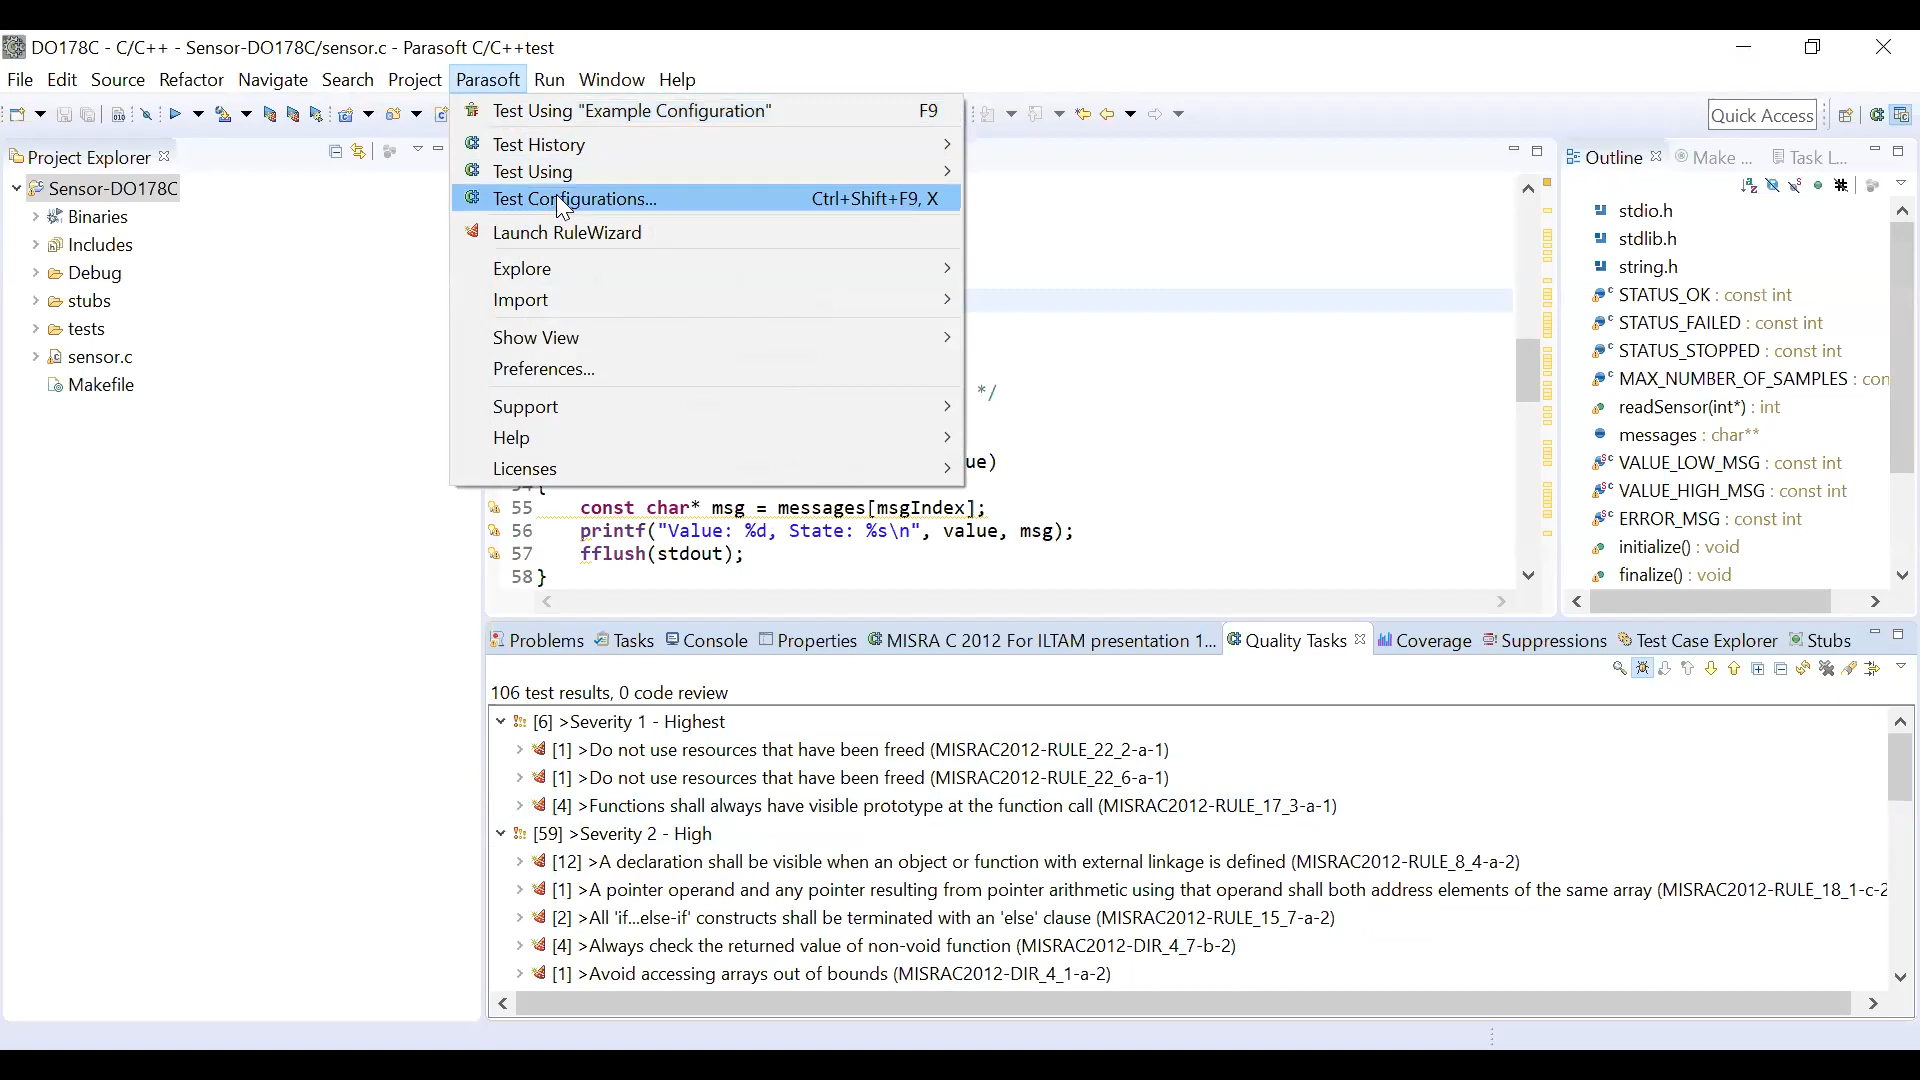 DO178C - C/C++ - Sensor-DO178C/sensor.c - Parasoft C/C++test
File Edit Source Refactor Navigate Search Project Parasoft Run Window Help
Quick Access
Test Using "Example Configuration" F9
Test History
Test Using
Test Configurations... Ctrl+Shift+F9, X
Launch RuleWizard
Explore
Import
Show View
Preferences...
Support
Help
Licenses
Project Explorer
Sensor-DO178C
Binaries
Includes
Debug
stubs
tests
sensor.c
Makefile
*/
ue)
{
55 const char* msg = messages[msgIndex];
56 printf("Value: %d, State: %s\n", value, msg);
57 fflush(stdout);
58 }
Outline Make ... Task L...
stdio.h
stdlib.h
string.h
STATUS_OK : const int
STATUS_FAILED : const int
STATUS_STOPPED : const int
MAX_NUMBER_OF_SAMPLES : con
readSensor(int*) : int
messages : char**
VALUE_LOW_MSG : const int
VALUE_HIGH_MSG : const int
ERROR_MSG : const int
initialize() : void
finalize() : void
Problems Tasks Console Properties MISRA C 2012 For ILTAM presentation 1... Quality Tasks Coverage Suppressions Test Case Explorer Stubs
106 test results, 0 code review
[6] >Severity 1 - Highest
[1] >Do not use resources that have been freed (MISRAC2012-RULE_22_2-a-1)
[1] >Do not use resources that have been freed (MISRAC2012-RULE_22_6-a-1)
[4] >Functions shall always have visible prototype at the function call (MISRAC2012-RULE_17_3-a-1)
[59] >Severity 2 - High
[12] >A declaration shall be visible when an object or function with external linkage is defined (MISRAC2012-RULE_8_4-a-2)
[1] >A pointer operand and any pointer resulting from pointer arithmetic using that operand shall both address elements of the same array (MISRAC2012-RULE_18_1-c-2
[2] >All 'if...else-if' constructs shall be terminated with an 'else' clause (MISRAC2012-RULE_15_7-a-2)
[4] >Always check the returned value of non-void function (MISRAC2012-DIR_4_7-b-2)
[1] >Avoid accessing arrays out of bounds (MISRAC2012-DIR_4_1-a-2)